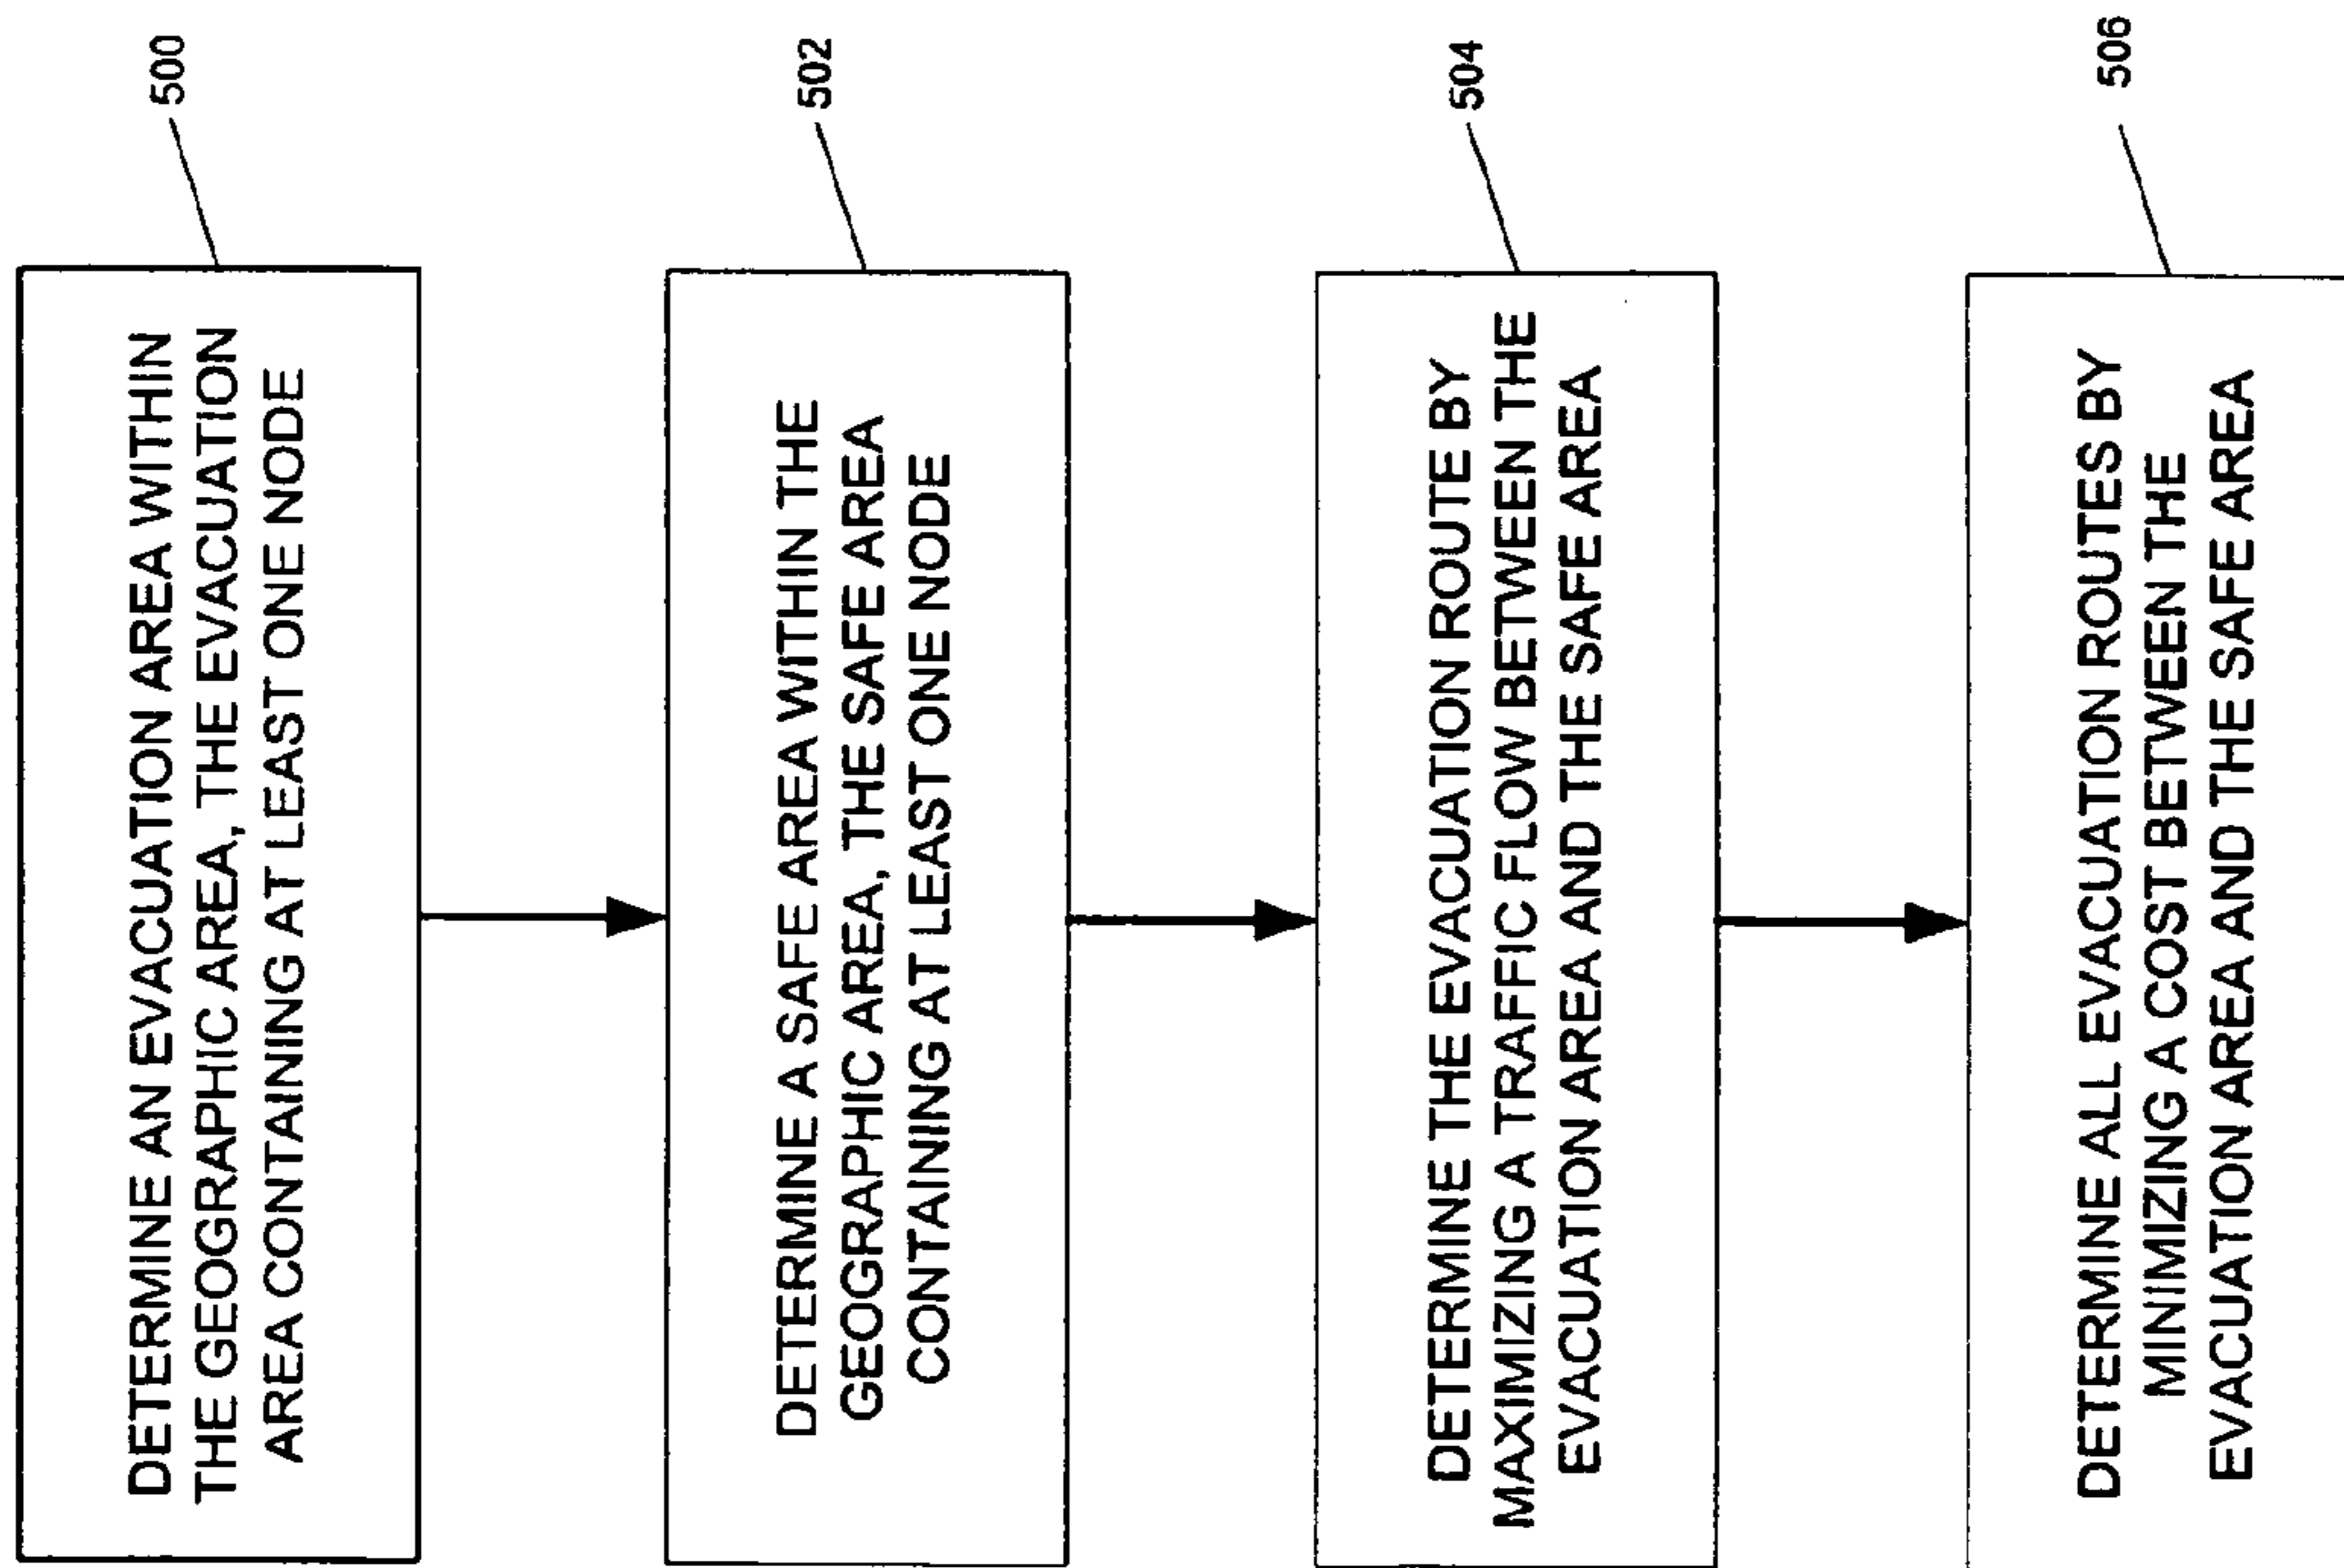 DETERMINE AN EVACUATION AREA WITHIN
THE GEOGRAPHIC AREA, THE EVACUATION
AREA CONTAINING AT LEAST ONE NODE
500
DETERMINE A SAFE AREA WITHIN THE
GEOGRAPHIC AREA, THE SAFE AREA
CONTAINING AT LEAST ONE NODE
502
DETERMINE THE EVACUATION ROUTE BY
MAXIMIZING A TRAFFIC FLOW BETWEEN THE
EVACUATION AREA AND THE SAFE AREA
504
DETERMINE ALL EVACUATION ROUTES BY
MINIMIZING A COST BETWEEN THE
EVACUATION AREA AND THE SAFE AREA
506